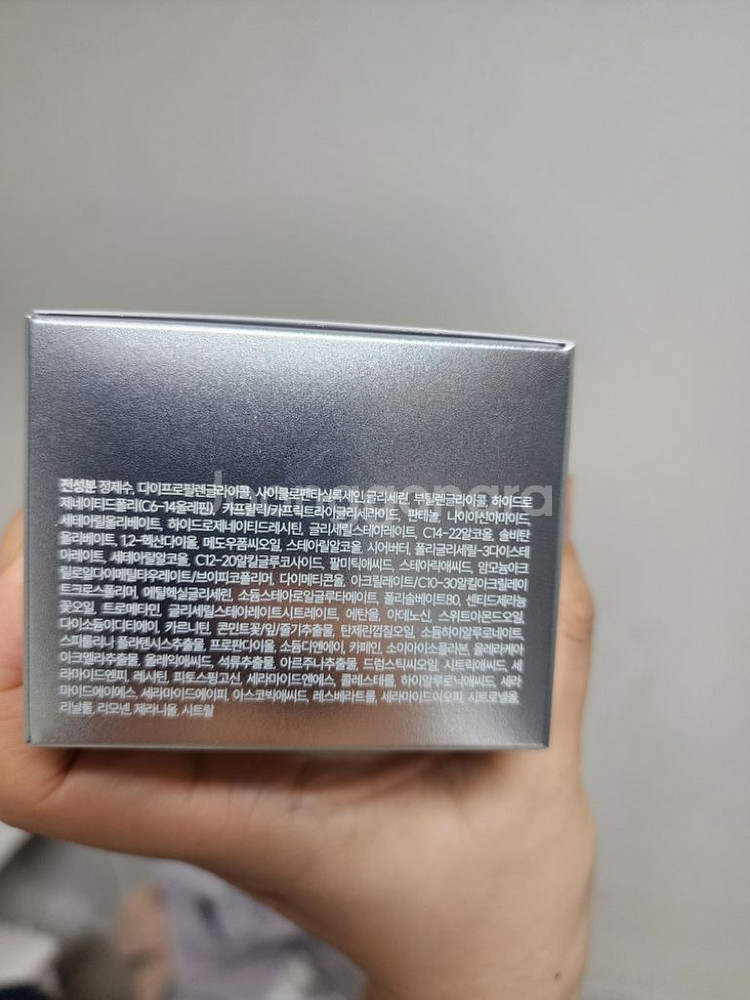 전성분 정제수, 다이프로필렌글라이콜, 사이클로펜타실록세인, 글리세린, 부틸렌글라이콜, 하이드로
제네이티드폴리(C6-14올레핀), 카프릴릭/카프릭트라이글리세라이드, 판테놀, 나이아신아마이드,
세테아릴올리베이트, 하이드로제네이티드레시틴, 글리세릴스테아레이트, C14-22알코올, 솔비탄
올리베이트, 1,2-헥산다이올, 메도우폼씨오일, 스테아릴알코올, 시어버터, 폴리글리세릴-3다이스테
아레이트, 세테아릴알코올, C12-20알킬글루코사이드, 팔미틱애씨드, 스테아릭애씨드, 암모늄아크
릴로일다이메틸타우레이트/브이피코폴리머, 다이메티콘올, 아크릴레이트/C10-30알킬아크릴레이
트크로스폴리머, 에틸헥실글리세린, 소듐스테아로일글루타메이트, 폴리솔베이트80, 센티드제라늄
꽃오일, 트로메타민, 글리세릴스테아레이트시트레이트, 에탄올, 아데노신, 스위트아몬드오일,
다이소듐이디티에이, 카르니틴, 콘민트꽃/잎/줄기추출물, 탄제린껍질오일, 소듐하이알루로네이트,
스피룰리나 플라텐시스추출물, 프로판다이올, 소듐디엔에이, 카페인, 소이아이소플라본, 올레라케아
아크멜라추출물, 올레익애씨드, 석류추출물, 아르주나추출물, 드럼스틱씨오일, 시트릭애씨드, 세
라마이드엔피, 레시틴, 피토스핑고신, 세라마이드엔에스, 콜레스테롤, 하이알루로닉애씨드, 세라
마이드에이에스, 세라마이드에이피, 아스코빅애씨드, 레스베라트롤, 세라마이드이오피, 시트로넬올,
리날룰, 리모넨, 제라니올, 시트랄
Joonggonara